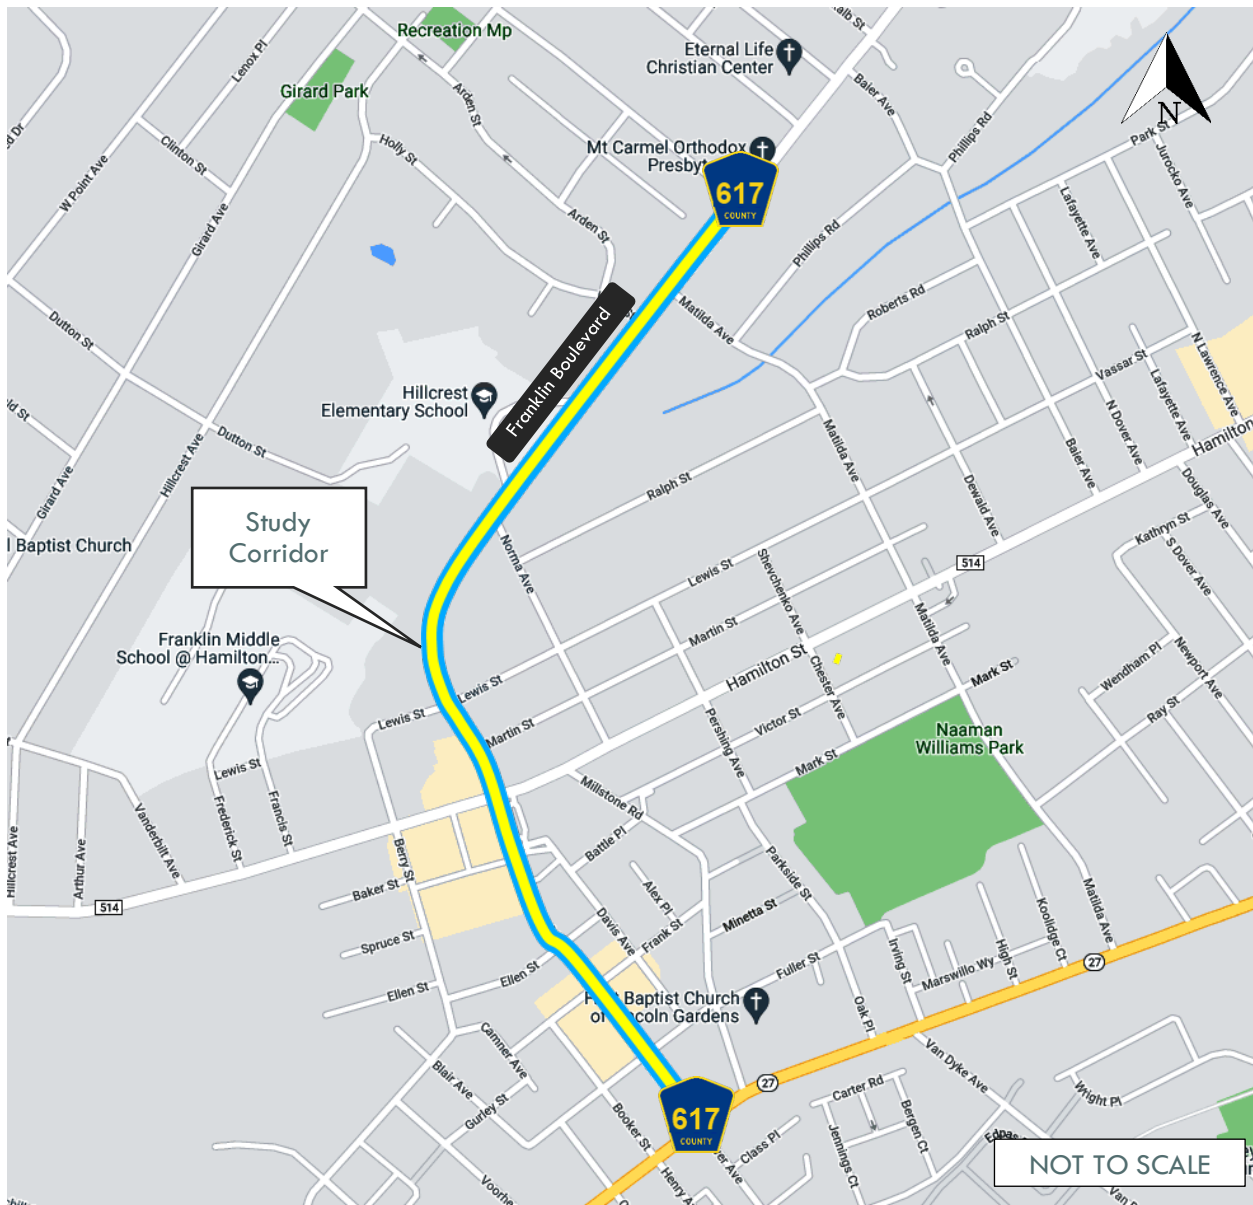 Recreation Mp
Kalb St
Lenox Pl
Eternal Life
Christian Center
Girard Park
Arden St
Baier Ave
Phillips Rd
N
Park St
Jurocko Ave
Clinton St
Holly St
Mt Carmel Orthodox
W Point Ave
617
COUNTY
Girard Ave
Arden St
Phillips Rd
Lafayette Ave
Roberts Rd
Matilda Ave
Ralph St
Dutton St
Franklin Boulevard
Vassar St
N Lawrence Ave
Hillcrest
Elementary School
Lafayette Ave
N Dover Ave
Dutton St
Hillcrest Ave
Matilda Ave
Baier Ave
Hamilton
Girard Ave
Ralph St
Dewald Ave
Douglas Ave
Study
Corridor
l Baptist Church
Norma Ave
Kathryn St
S Dover Ave
514
Lewis St
Shevchenko Ave
Martin St
Matilda Ave
Franklin Middle
School @ Hamilton...
Hamilton St
Chester Ave
Mark St
Wendham Pl
Newport Ave
Lewis St
Lewis St
Martin St
Pershing Ave
Victor St
Ray St
Naaman
Williams Park
Mark St
Lewis St
Millstone Rd
Vanderbilt Ave
Frederick St
Francis St
Battle Pl
Hillcrest Ave
Arthur Ave
Berry St
Baker St
Parkside St
514
Alex Pl
Minetta St
Davis Ave
Frank St
Koolidge Ct
Matilda Ave
Spruce St
Ellen St
Fuller St
Irving St
High St
Marswillo Wy
27
Ellen St
Baptist Church
coln Gardens
Oak Pl
Camner Ave
Blair Ave
Van Dyke Ave
27
Carter Rd
Wright Pl
Gurley St
Booker St
617
COUNTY
Bergen Ct
Class Pl
Jennings Ct
Henry A
Voorhe
NOT TO SCALE
Van D